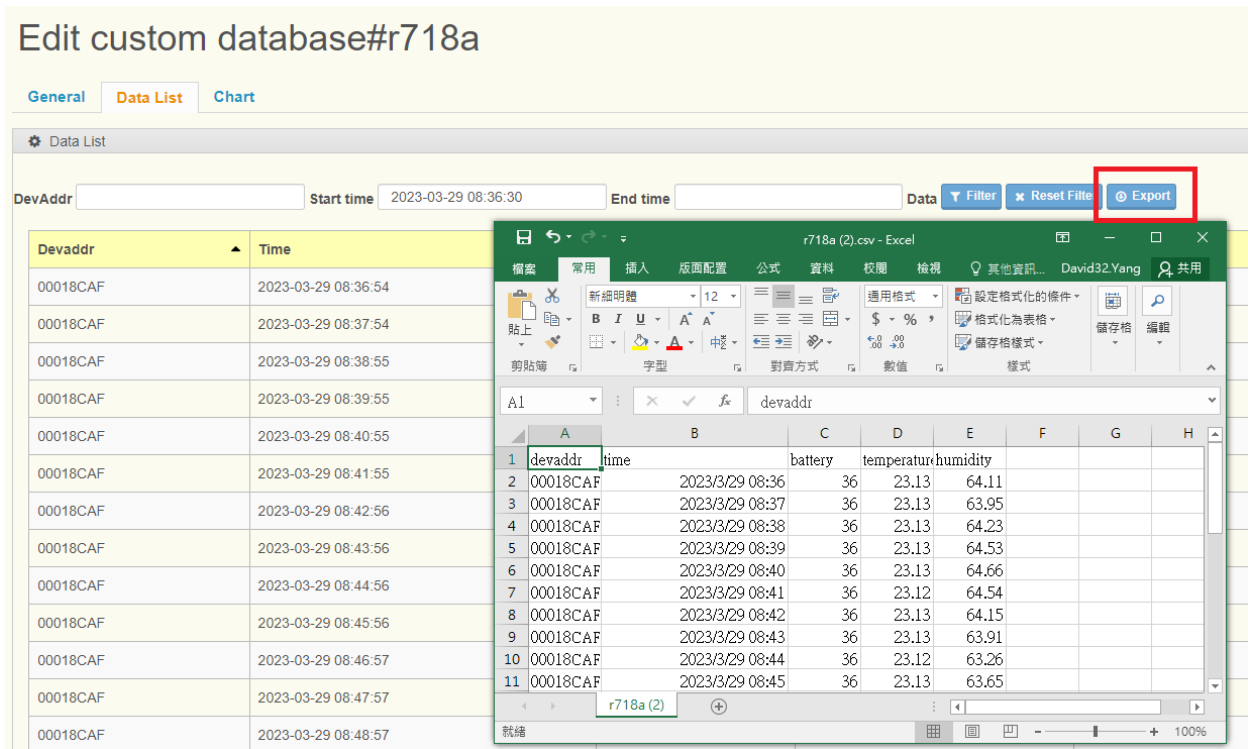 Edit custom database#r718a
General Data List Chart
Data List
DevAddr Start time 2023-03-29 08:36:30 End time Data Filter Reset Filte Export
Devaddr Time
00018CAF 2023-03-29 08:36:54
00018CAF 2023-03-29 08:37:54
00018CAF 2023-03-29 08:38:55
00018CAF 2023-03-29 08:39:55
00018CAF 2023-03-29 08:40:55
00018CAF 2023-03-29 08:41:55
00018CAF 2023-03-29 08:42:56
00018CAF 2023-03-29 08:43:56
00018CAF 2023-03-29 08:44:56
00018CAF 2023-03-29 08:45:56
00018CAF 2023-03-29 08:46:57
00018CAF 2023-03-29 08:47:57
00018CAF 2023-03-29 08:48:57
r718a (2).csv - Excel
檔案 常用 插入 版面配置 公式 資料 校閱 檢視 其他資訊... David32.Yang 共用
新細明體 12 通用格式 設定格式化的條件
貼上 B I U A A $ % , 格式化為表格 儲存格 編輯
A 中 .00 .0 儲存格樣式
剪貼簿 字型 對齊方式 數值 樣式
A1 fx devaddr
A B C D E F G H
1 devaddr time battery temperature humidity
2 00018CAF 2023/3/29 08:36 36 23.13 64.11
3 00018CAF 2023/3/29 08:37 36 23.13 63.95
4 00018CAF 2023/3/29 08:38 36 23.13 64.23
5 00018CAF 2023/3/29 08:39 36 23.13 64.53
6 00018CAF 2023/3/29 08:40 36 23.13 64.66
7 00018CAF 2023/3/29 08:41 36 23.12 64.54
8 00018CAF 2023/3/29 08:42 36 23.13 64.15
9 00018CAF 2023/3/29 08:43 36 23.13 63.91
10 00018CAF 2023/3/29 08:44 36 23.12 63.26
11 00018CAF 2023/3/29 08:45 36 23.13 63.65
r718a (2)
就緒 100%